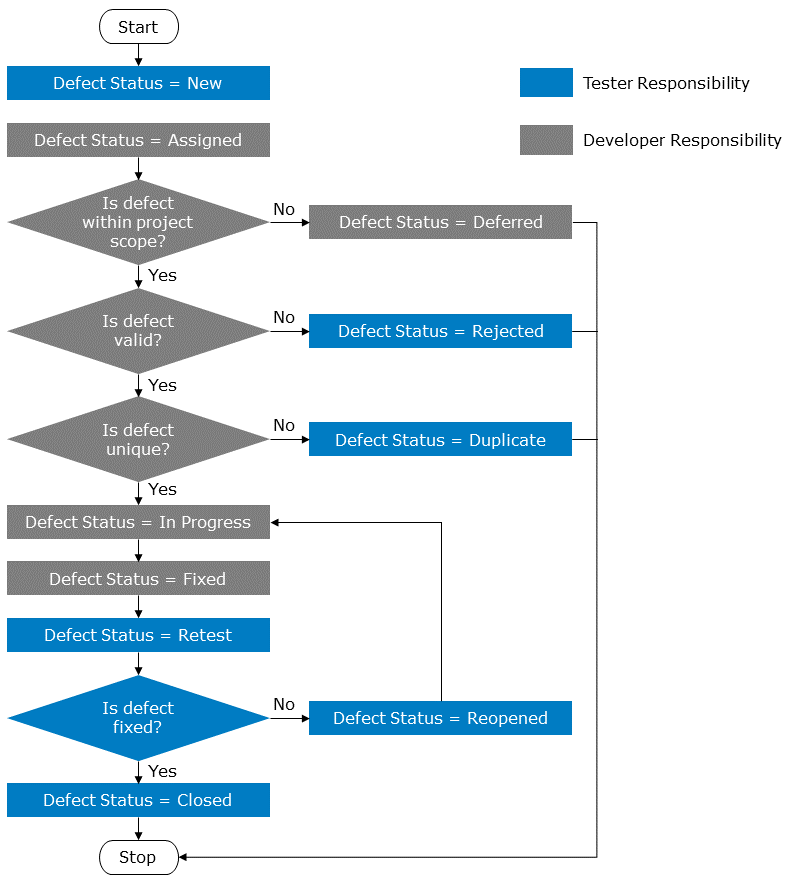 Start
Defect Status = New
Tester Responsibility
Defect Status = Assigned
Developer Responsibility
Is defect
within project
scope?
No
Defect Status = Deferred
Yes
Is defect
valid?
No
Defect Status = Rejected
Yes
Is defect
unique?
No
Defect Status = Duplicate
Yes
Defect Status = In Progress
Defect Status = Fixed
Defect Status = Retest
Is defect
fixed?
No
Defect Status = Reopened
Yes
Defect Status = Closed
Stop